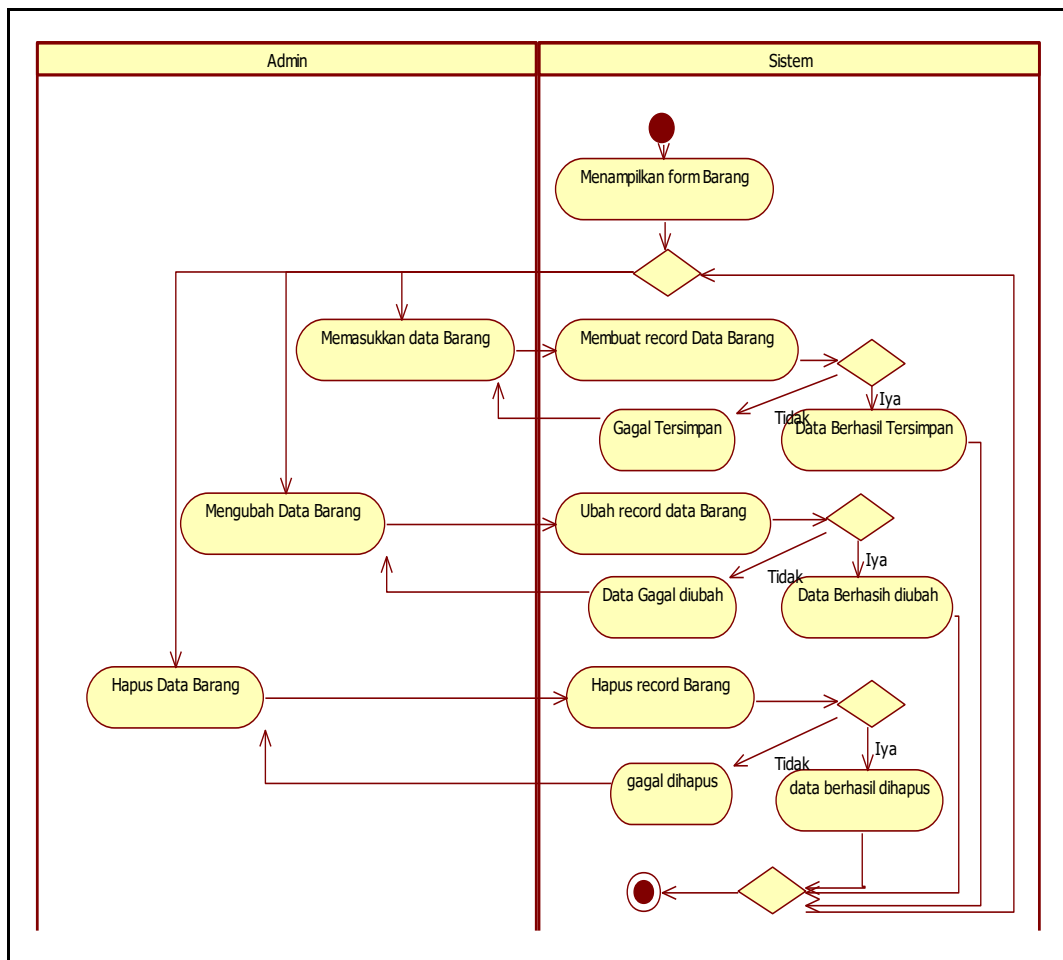 Admin
Sistem
Menampilkan form Barang
Memasukkan data Barang
Membuat record Data Barang
Iya
Tidak
Gagal Tersimpan
Data Berhasil Tersimpan
Mengubah Data Barang
Ubah record data Barang
Iya
Tidak
Data Gagal diubah
Data Berhasih diubah
Hapus Data Barang
Hapus record Barang
Iya
Tidak
gagal dihapus
data berhasil dihapus